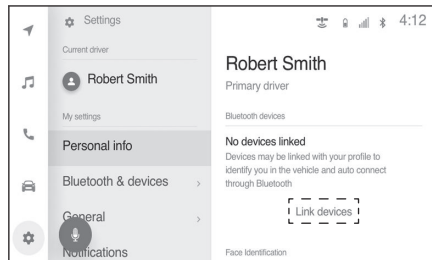 Settings
4:12
Current driver
Robert Smith
My settings
Personal info
Bluetooth & devices
General
Notifications
Robert Smith
Primary driver
Bluetooth devices
No devices linked
Devices may be linked with your profile to
identify you in the vehicle and auto connect
through Bluetooth
Link devices
Face Identification